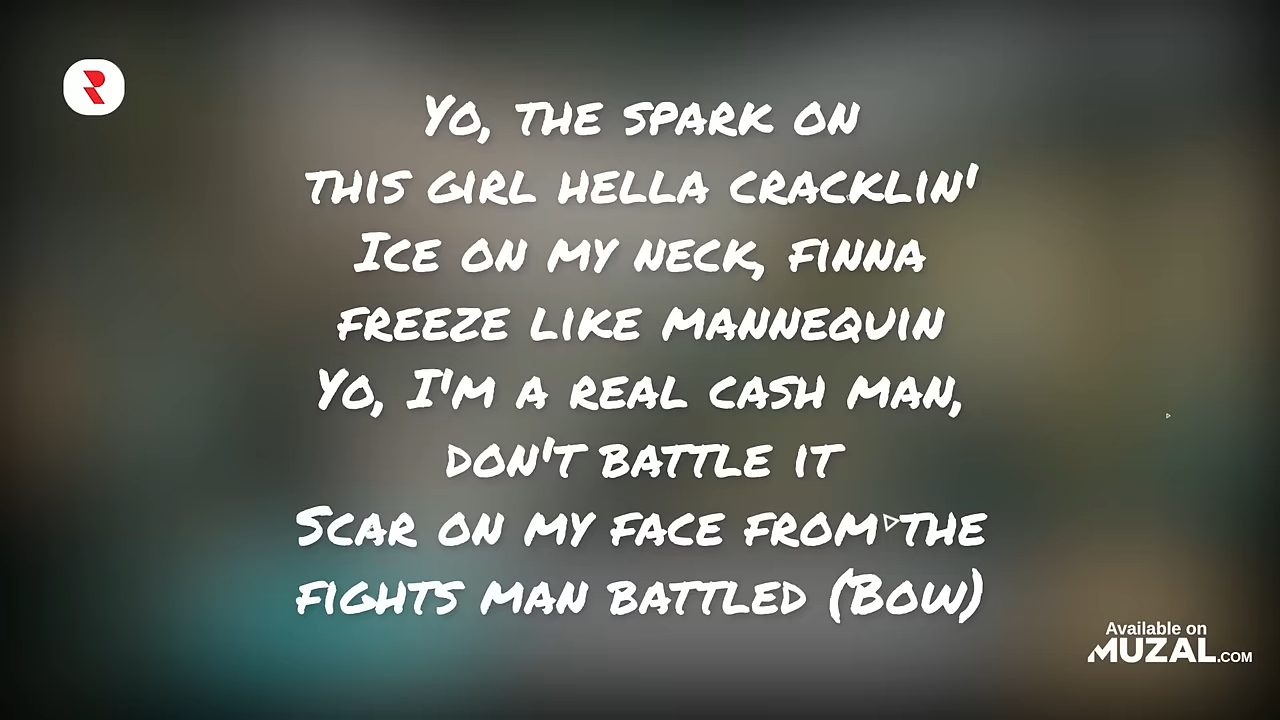 Yo, the spark on
this girl hella cracklin'
Ice on my neck, finna
freeze like mannequin
Yo, I'm a real cash man,
don't battle it
Scar on my face from the
fights man battled (Bow)
Available on
MUZAL.COM